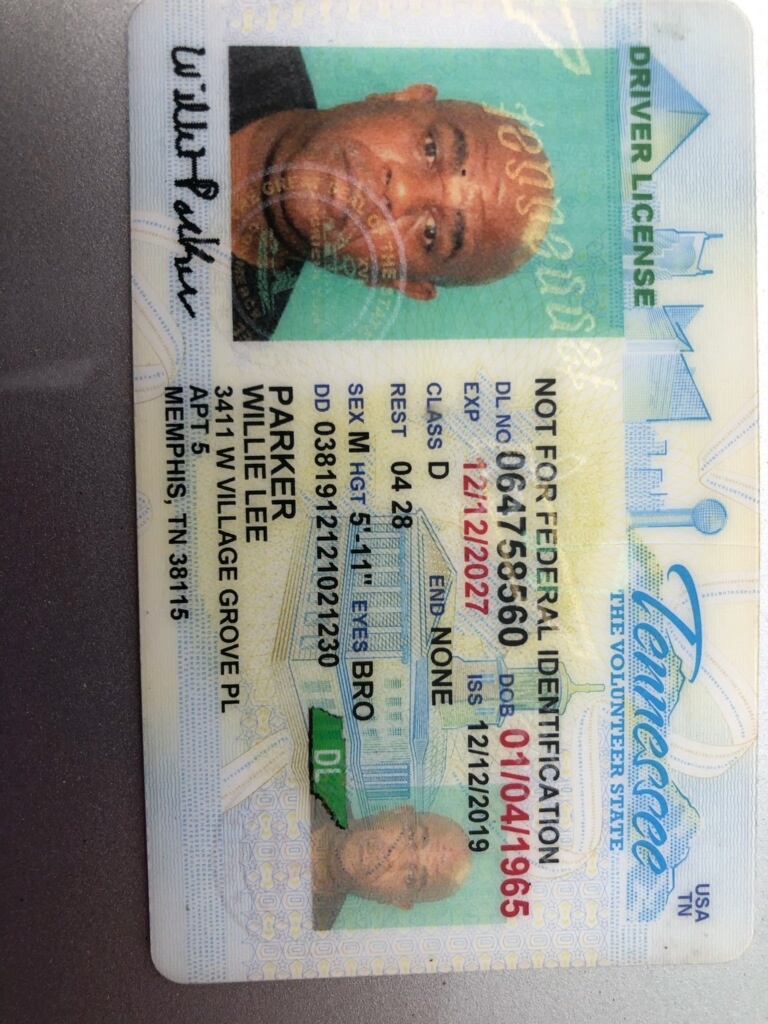 Tennessee
USA
TN
THE VOLUNTEER STATE
DRIVER LICENSE
NOT FOR FEDERAL IDENTIFICATION
DL NO 064758560 DOB 01/04/1965
EXP 12/12/2027 ISS 12/12/2019
CLASS D END NONE
REST 04 28
SEX M HGT 5'-11" EYES BRO
DD 0381912121021230
DL
PARKER
WILLIE LEE
3411 W VILLAGE GROVE PL
APT 5
MEMPHIS, TN 38115